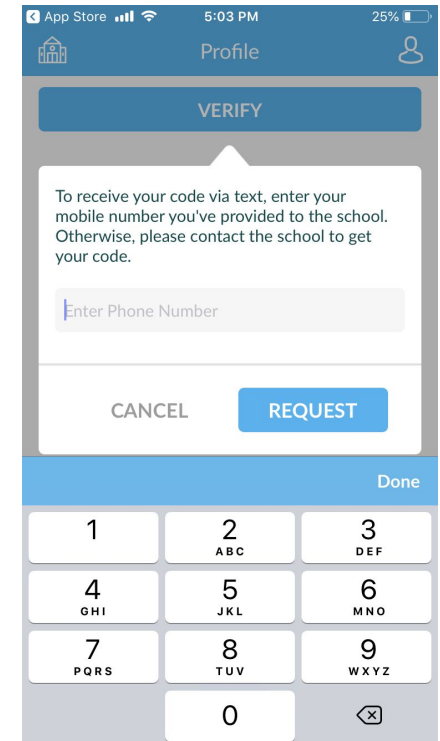 App Store 5:03 PM 25%
Profile
VERIFY
To receive your code via text, enter your
mobile number you've provided to the school.
Otherwise, please contact the school to get
your code.
Enter Phone Number
CANCEL REQUEST
Done
1 2 3
ABC DEF
4 5 6
GHI JKL MNO
7 8 9
PQRS TUV WXYZ
0